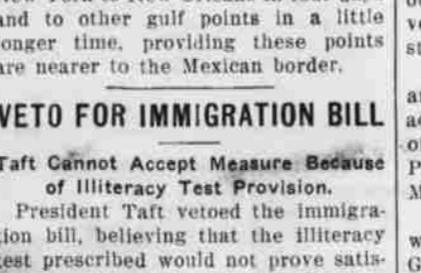 and to other gulf points in a little
onger time, providing these points
are nearer to the Mexican border.
VETO FOR IMMIGRATION BILL
Taft Cannot Accept Measure Because
of Illiteracy Test Provision.
President Taft vetoed the immigra-
tion bill, believing that the illiteracy
test prescribed would not prove satis-